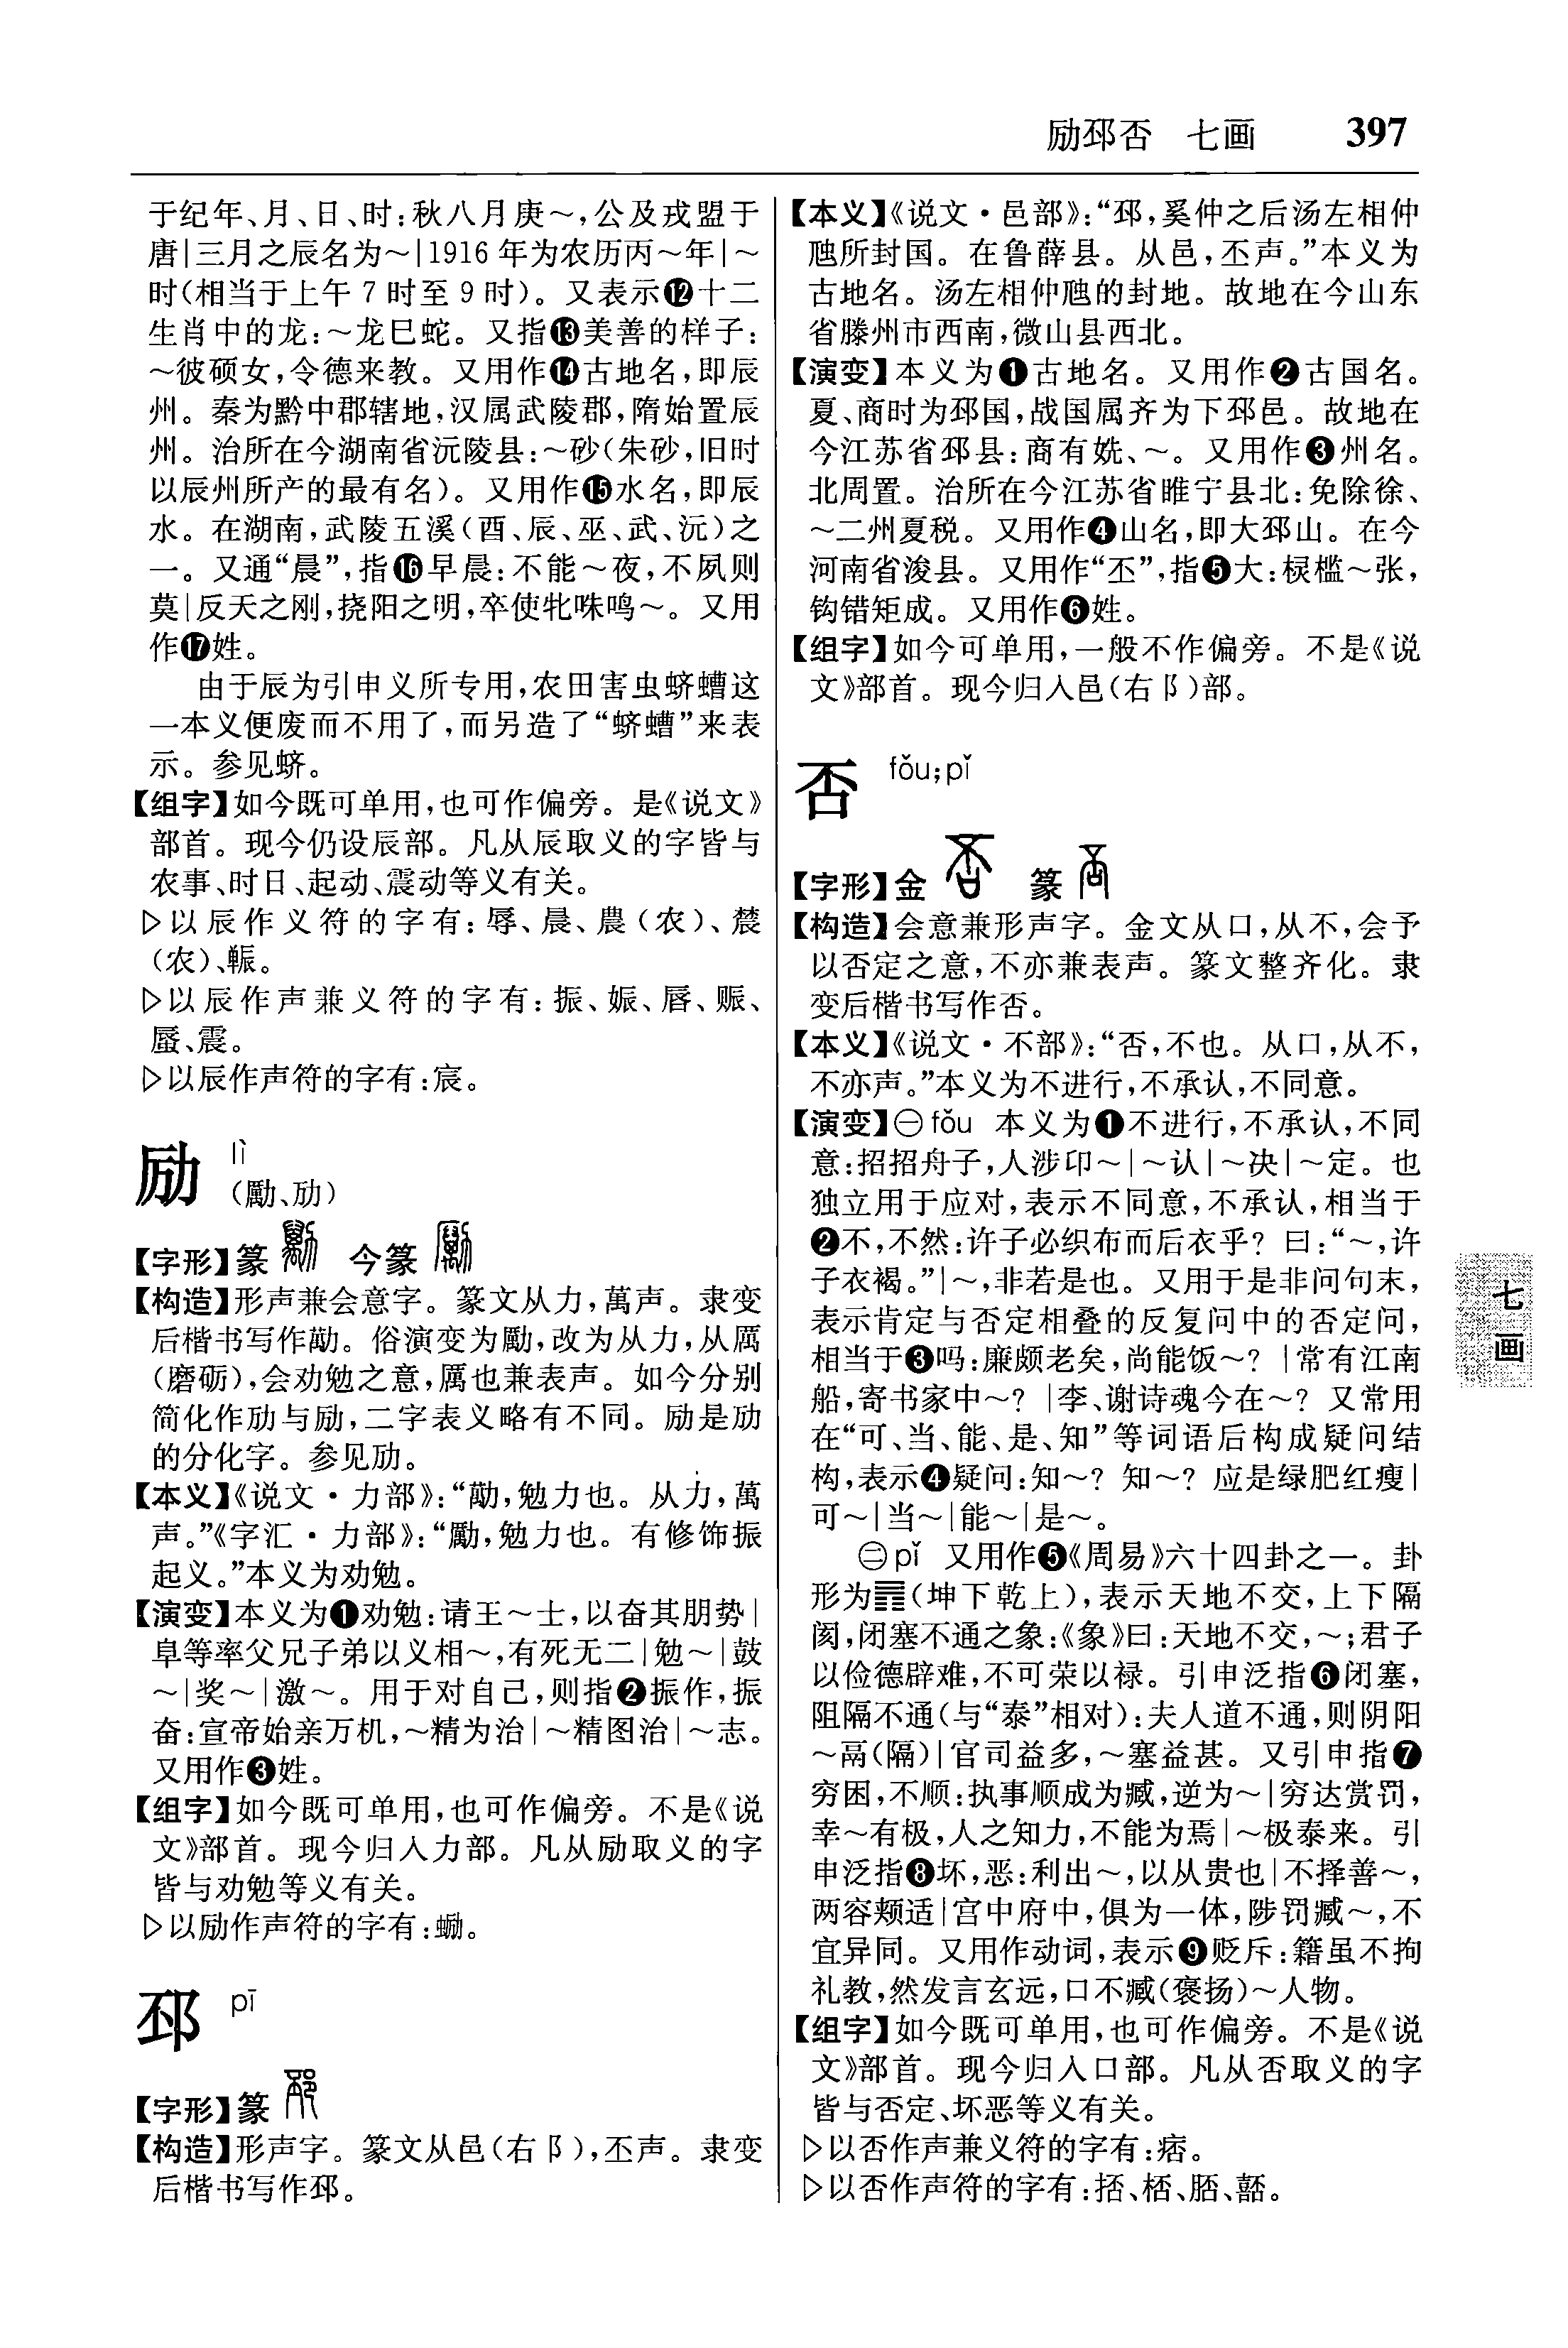 励邳否 七画 397
于纪年、月、日、时:秋八月庚～,公及戎盟于
唐|三月之辰名为～|1916年为农历丙～年|～
时(相当于上午7时至9时)。又表示⓬十二
生肖中的龙:～龙巳蛇。又指⓭美善的样子:
～彼硕女,令德来教。又用作⓮古地名,即辰
州。秦为黔中郡辖地,汉属武陵郡,隋始置辰
州。治所在今湖南省沅陵县:～砂(朱砂,旧时
以辰州所产的最有名)。又用作⓯水名,即辰
水。在湖南,武陵五溪(酉、辰、巫、武、沅)之
一。又通“晨”,指⓰早晨:不能～夜,不夙则
莫|反天之刚,挠阳之明,卒使牝咮鸣～。又用
作⓱姓。
由于辰为引申义所专用,农田害虫蛴螬这
一本义便废而不用了,而另造了“蛴螬”来表
示。参见蛴。
【组字】如今既可单用,也可作偏旁。是《说文》
部首。现今仍设辰部。凡从辰取义的字皆与
农事、时日、起动、震动等义有关。
▷以辰作义符的字有:辱、晨、農(农)、莀
(农)、䡅。
▷以辰作声兼义符的字有:振、娠、唇、赈、
蜃、震。
▷以辰作声符的字有:宸。
励 lì
(勵、劢)
【字形】篆 今篆
【构造】形声兼会意字。篆文从力,萬声。隶变
后楷书写作勱。俗演变为勵,改为从力,从厲
(磨砺),会劝勉之意,厲也兼表声。如今分别
简化作劢与励,二字表义略有不同。励是劢
的分化字。参见劢。
【本义】《说文·力部》:“勱,勉力也。从力,萬
声。”《字汇·力部》:“勵,勉力也。有修饰振
起义。”本义为劝勉。
【演变】本义为❶劝勉:请王～士,以奋其朋势|
阜等率父兄子弟以义相～,有死无二|勉～|鼓
～|奖～|激～。用于对自己,则指❷振作,振
奋:宣帝始亲万机,～精为治|～精图治|～志。
又用作❸姓。
【组字】如今既可单用,也可作偏旁。不是《说
文》部首。现今归入力部。凡从励取义的字
皆与劝勉等义有关。
▷以励作声符的字有:蛎。
邳 pī
【字形】篆
【构造】形声字。篆文从邑(右阝),丕声。隶变
后楷书写作邳。
【本义】《说文·邑部》:“邳,奚仲之后汤左相仲
虺所封国。在鲁薛县。从邑,丕声。”本义为
古地名。汤左相仲虺的封地。故地在今山东
省滕州市西南,微山县西北。
【演变】本义为❶古地名。又用作❷古国名。
夏、商时为邳国,战国属齐为下邳邑。故地在
今江苏省邳县:商有姺、～。又用作❸州名。
北周置。治所在今江苏省睢宁县北:免除徐、
～二州夏税。又用作❹山名,即大邳山。在今
河南省浚县。又用作“丕”,指❺大:棂槛～张,
钩错矩成。又用作❻姓。
【组字】如今可单用,一般不作偏旁。不是《说
文》部首。现今归入邑(右阝)部。
否 fǒu;pǐ
【字形】金 篆
【构造】会意兼形声字。金文从口,从不,会予
以否定之意,不亦兼表声。篆文整齐化。隶
变后楷书写作否。
【本义】《说文·不部》:“否,不也。从口,从不,
不亦声。”本义为不进行,不承认,不同意。
【演变】㊀fǒu 本义为❶不进行,不承认,不同
意:招招舟子,人涉卬～|～认|～决|～定。也
独立用于应对,表示不同意,不承认,相当于
❷不,不然:许子必织布而后衣乎?曰:“～,许
子衣褐。”|～,非若是也。又用于是非问句末,
表示肯定与否定相叠的反复问中的否定问,
相当于❸吗:廉颇老矣,尚能饭～?|常有江南
船,寄书家中～?|李、谢诗魂今在～?又常用
在“可、当、能、是、知”等词语后构成疑问结
构,表示❹疑问:知～?知～?应是绿肥红瘦|
可～|当～|能～|是～。
㊁pǐ 又用作❺《周易》六十四卦之一。卦
形为䷋(坤下乾上),表示天地不交,上下隔
阂,闭塞不通之象:《象》曰:天地不交,～;君子
以俭德辟难,不可荣以禄。引申泛指❻闭塞,
阻隔不通(与“泰”相对):夫人道不通,则阴阳
～鬲(隔)|官司益多,～塞益甚。又引申指❼
穷困,不顺:执事顺成为臧,逆为～|穷达赏罚,
幸～有极,人之知力,不能为焉|～极泰来。引
申泛指❽坏,恶:利出～,以从贵也|不择善～,
两容颊适|宫中府中,俱为一体,陟罚臧～,不
宜异同。又用作动词,表示❾贬斥:籍虽不拘
礼教,然发言玄远,口不臧(褒扬)～人物。
【组字】如今既可单用,也可作偏旁。不是《说
文》部首。现今归入口部。凡从否取义的字
皆与否定、坏恶等义有关。
▷以否作声兼义符的字有:痞。
▷以否作声符的字有:㧵、桮、脴、嚭。
七画